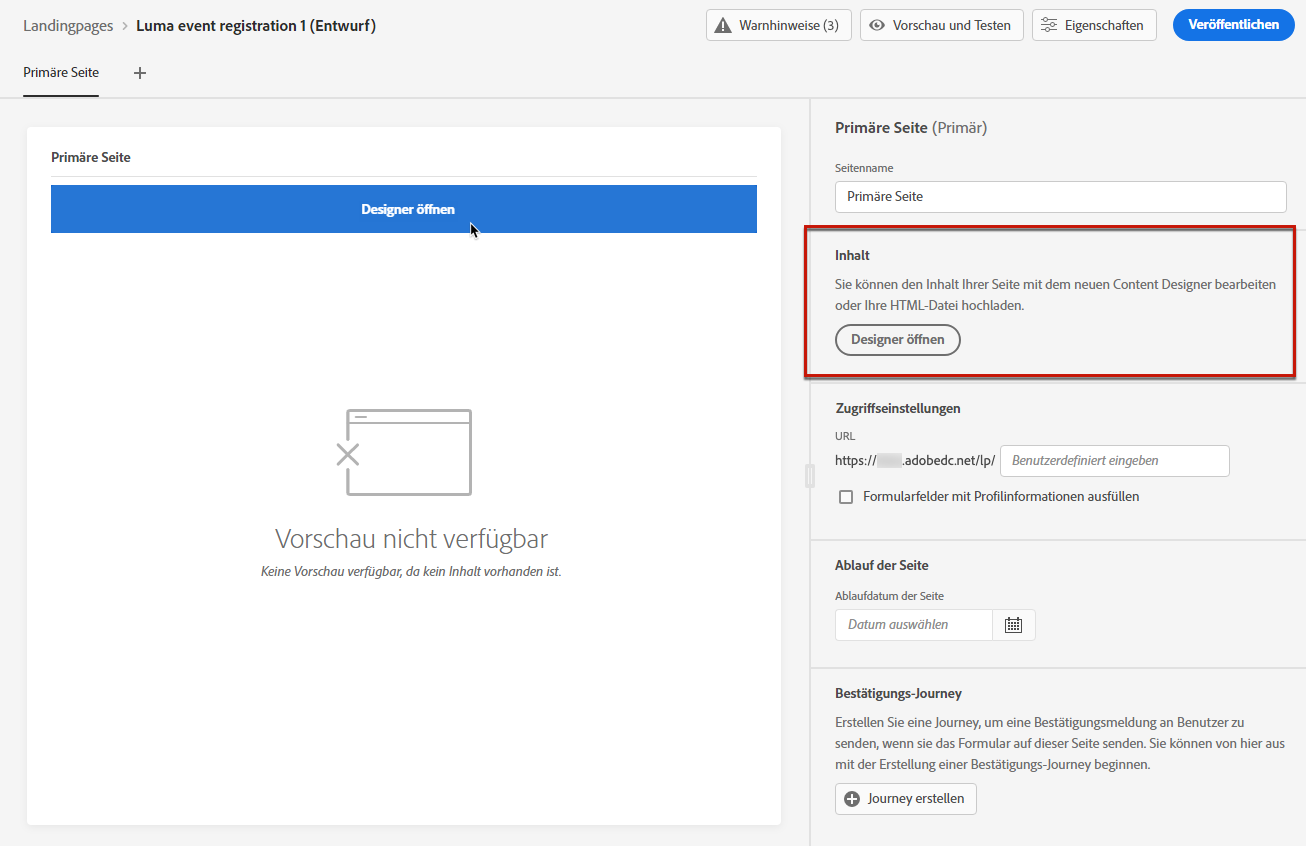 Landingpages > Luma event registration 1 (Entwurf)
Warnhinweise (3)
Vorschau und Testen
Eigenschaften
Veröffentlichen
Primäre Seite
Primäre Seite
Designer öffnen
Vorschau nicht verfügbar
Keine Vorschau verfügbar, da kein Inhalt vorhanden ist.
Primäre Seite (Primär)
Seitenname
Primäre Seite
Inhalt
Sie können den Inhalt Ihrer Seite mit dem neuen Content Designer bearbeiten
oder Ihre HTML-Datei hochladen.
Designer öffnen
Zugriffseinstellungen
URL
https:// .adobedc.net/lp/ Benutzerdefiniert eingeben
Formularfelder mit Profilinformationen ausfüllen
Ablauf der Seite
Ablaufdatum der Seite
Datum auswählen
Bestätigungs-Journey
Erstellen Sie eine Journey, um eine Bestätigungsmeldung an Benutzer zu
senden, wenn sie das Formular auf dieser Seite senden. Sie können von hier aus
mit der Erstellung einer Bestätigungs-Journey beginnen.
Journey erstellen